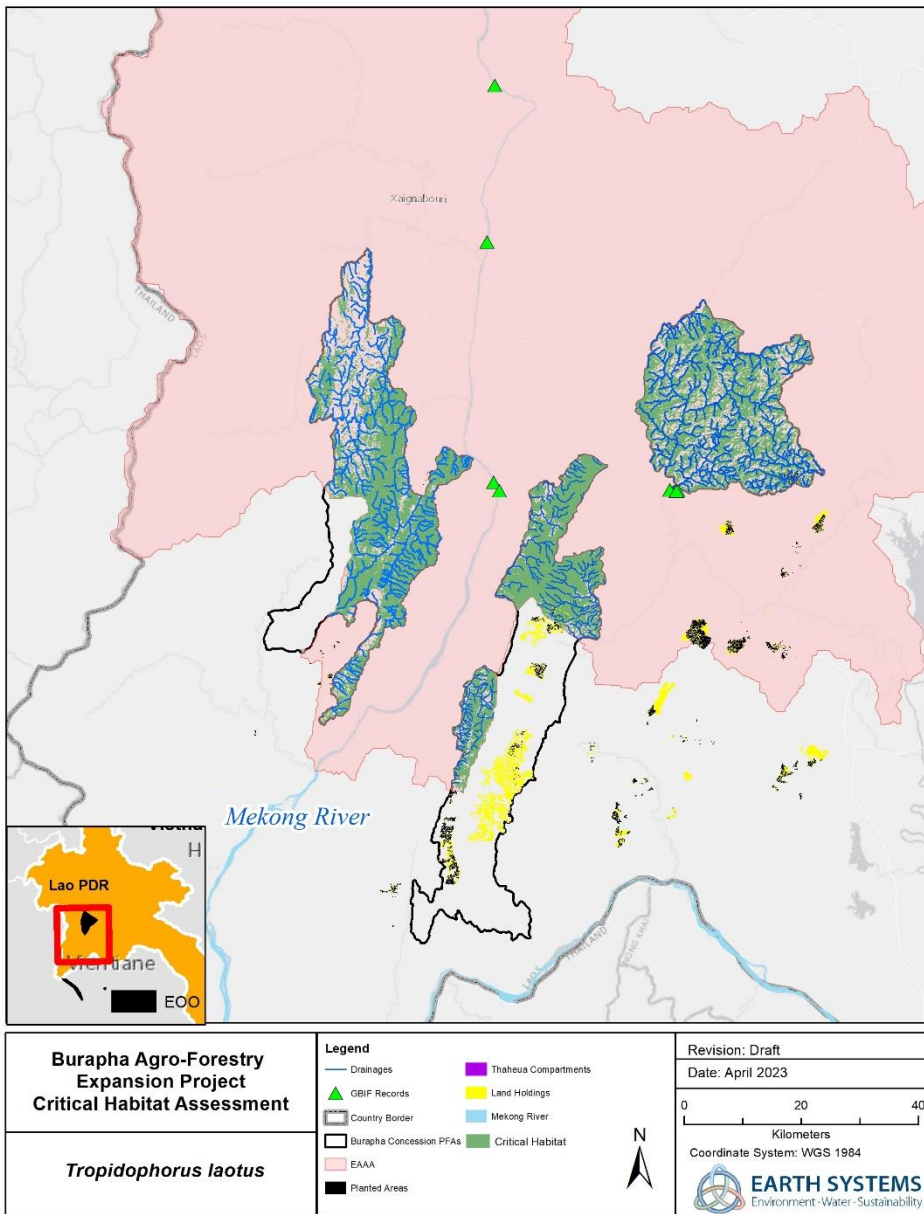 Xaignabouri
THAILAND
LAOS
Mekong River
LAOS
THAILAND
NONG KHAI
H
Lao PDR
Vientiane
EOO
Burapha Agro-Forestry
Expansion Project
Critical Habitat Assessment
Tropidophorus laotus
Legend
Drainages
GBIF Records
Country Border
Burapha Concession PFAs
EAAA
Planted Areas
Thaheua Compartments
Land Holdings
Mekong River
Critical Habitat
N
Revision: Draft
Date: April 2023
0 20 40
Kilometers
Coordinate System: WGS 1984
EARTH SYSTEMS
Environment - Water - Sustainability